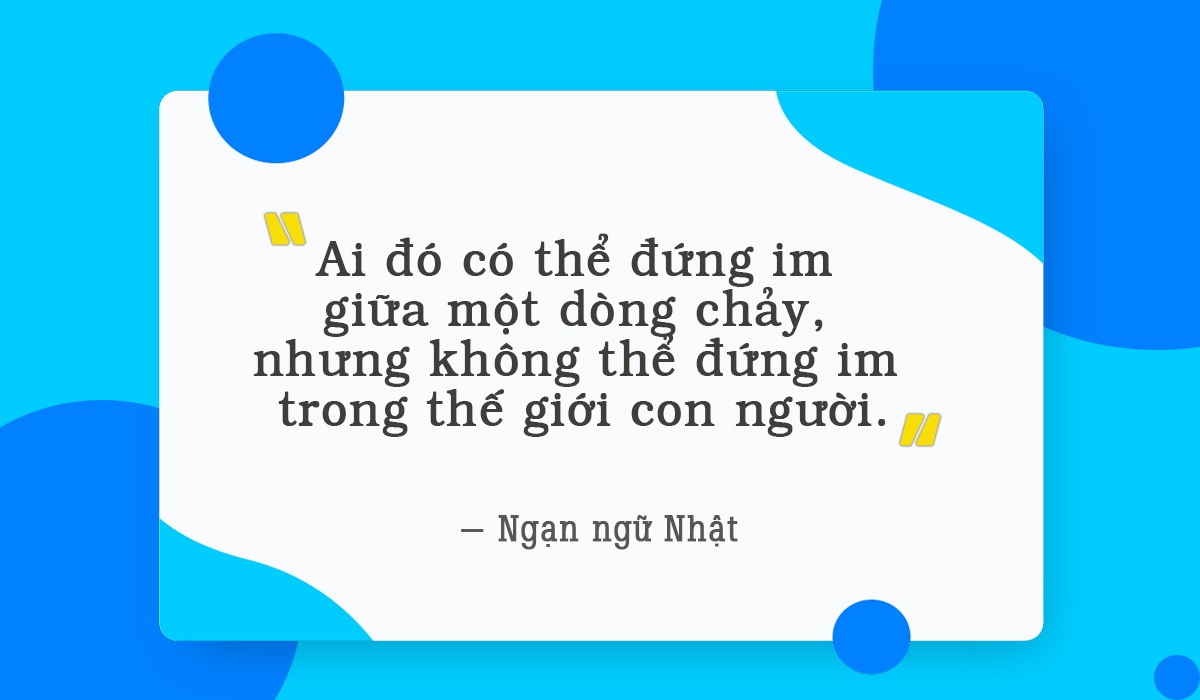 "Ai đó có thể đứng im
giữa một dòng chảy,
nhưng không thể đứng im
trong thế giới con người."
— Ngạn ngữ Nhật